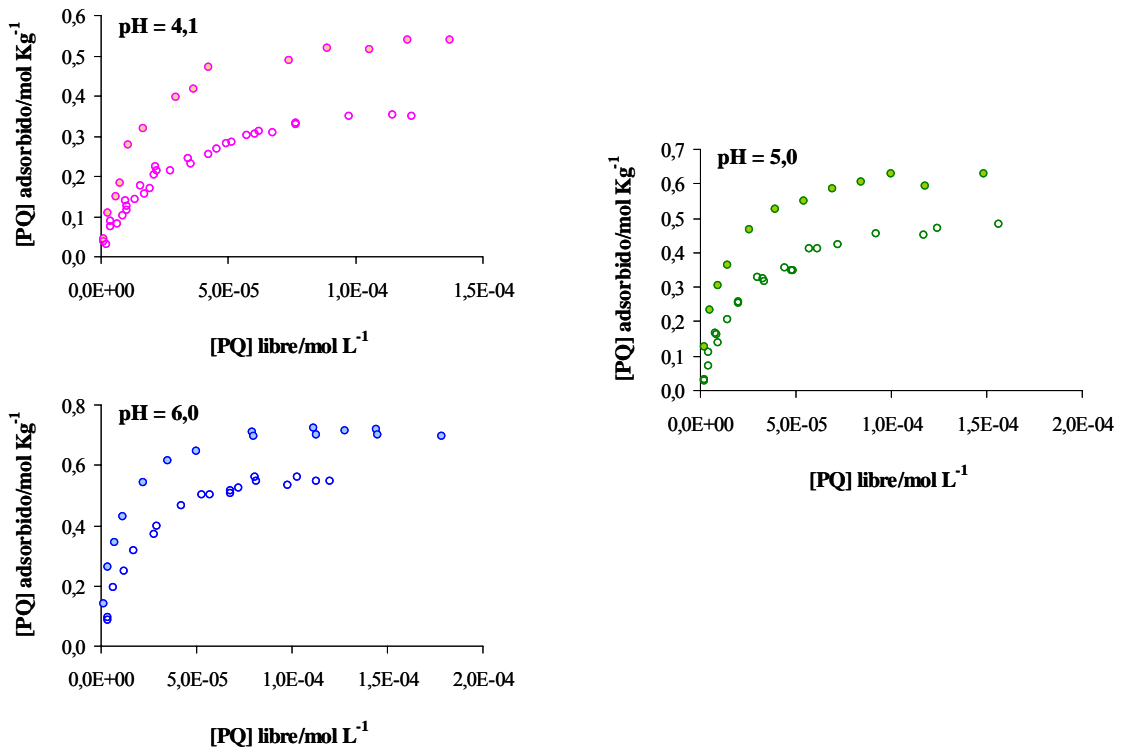 pH = 4,1
[PQ] adsorbido/mol Kg⁻¹
0,6
0,5
0,4
0,3
0,2
0,1
0,0
0,0E+00 5,0E-05 1,0E-04 1,5E-04
[PQ] libre/mol L⁻¹
pH = 5,0
[PQ] adsorbido/mol Kg⁻¹
0,7
0,6
0,5
0,4
0,3
0,2
0,1
0,0
0,0E+00 5,0E-05 1,0E-04 1,5E-04 2,0E-04
[PQ] libre/mol L⁻¹
pH = 6,0
[PQ] adsorbido/mol Kg⁻¹
0,8
0,6
0,4
0,2
0,0
0,0E+00 5,0E-05 1,0E-04 1,5E-04 2,0E-04
[PQ] libre/mol L⁻¹